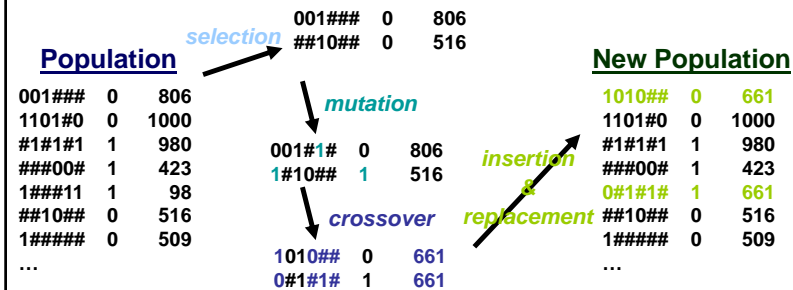 Population
001### 0 806
1101#0 0 1000
#1#1#1 1 980
###00# 1 423
1###11 1 98
##10## 0 516
1##### 0 509
…
selection
001### 0 806
##10## 0 516
mutation
001#1# 0 806
1#10## 1 516
crossover
1010## 0 661
0#1#1# 1 661
insertion
&
replacement
New Population
1010## 0 661
1101#0 0 1000
#1#1#1 1 980
###00# 1 423
0#1#1# 1 661
##10## 0 516
1##### 0 509
…